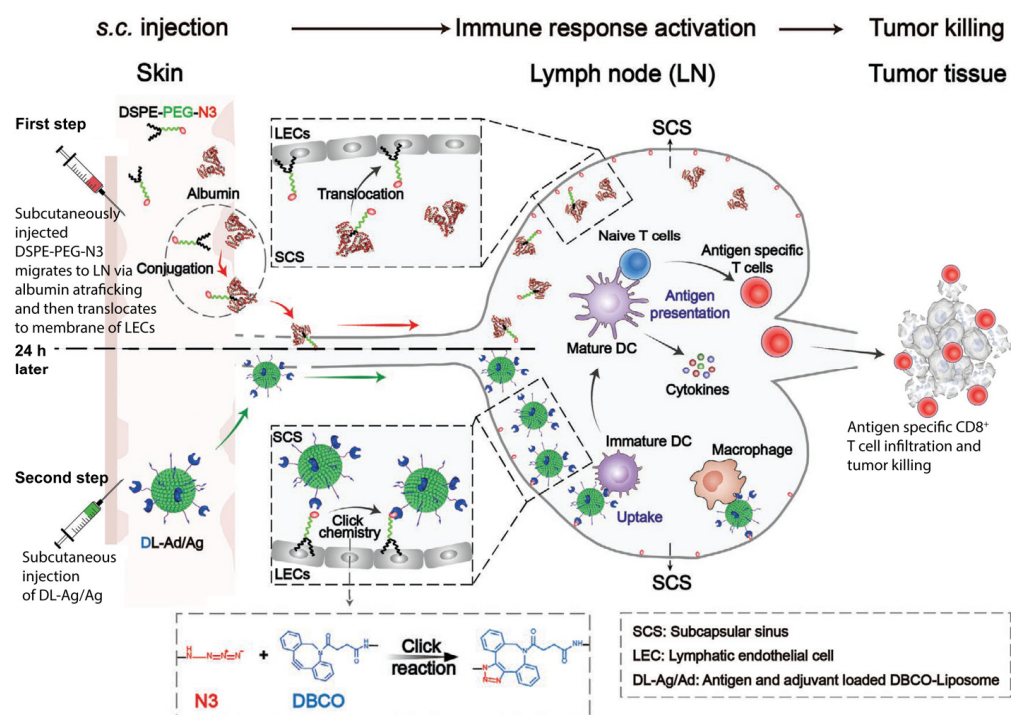 s.c. injection
Immune response activation
Tumor killing
Skin
Lymph node (LN)
Tumor tissue
First step
DSPE-PEG-N3
Albumin
Conjugation
Subcutaneously
injected
DSPE-PEG-N3
migrates to LN via
albumin atraficking
and then translocates
to membrane of LECs
LECs
Translocation
SCS
SCS
Naive T cells
Antigen specific
T cells
Antigen
presentation
Mature DC
Cytokines
24 h
later
Second step
DL-Ad/Ag
Subcutaneous
injection
of DL-Ag/Ag
SCS
Click
chemistry
LECs
Immature DC
Uptake
Macrophage
SCS
Antigen specific CD8⁺
T cell infiltration and
tumor killing
H
N—N=N⁺=N⁻
+
N
O
O
NH
Click
reaction
N
O
O
NH
N
N=N
N3
DBCO
SCS: Subcapsular sinus
LEC: Lymphatic endothelial cell
DL-Ag/Ad: Antigen and adjuvant loaded DBCO-Liposome